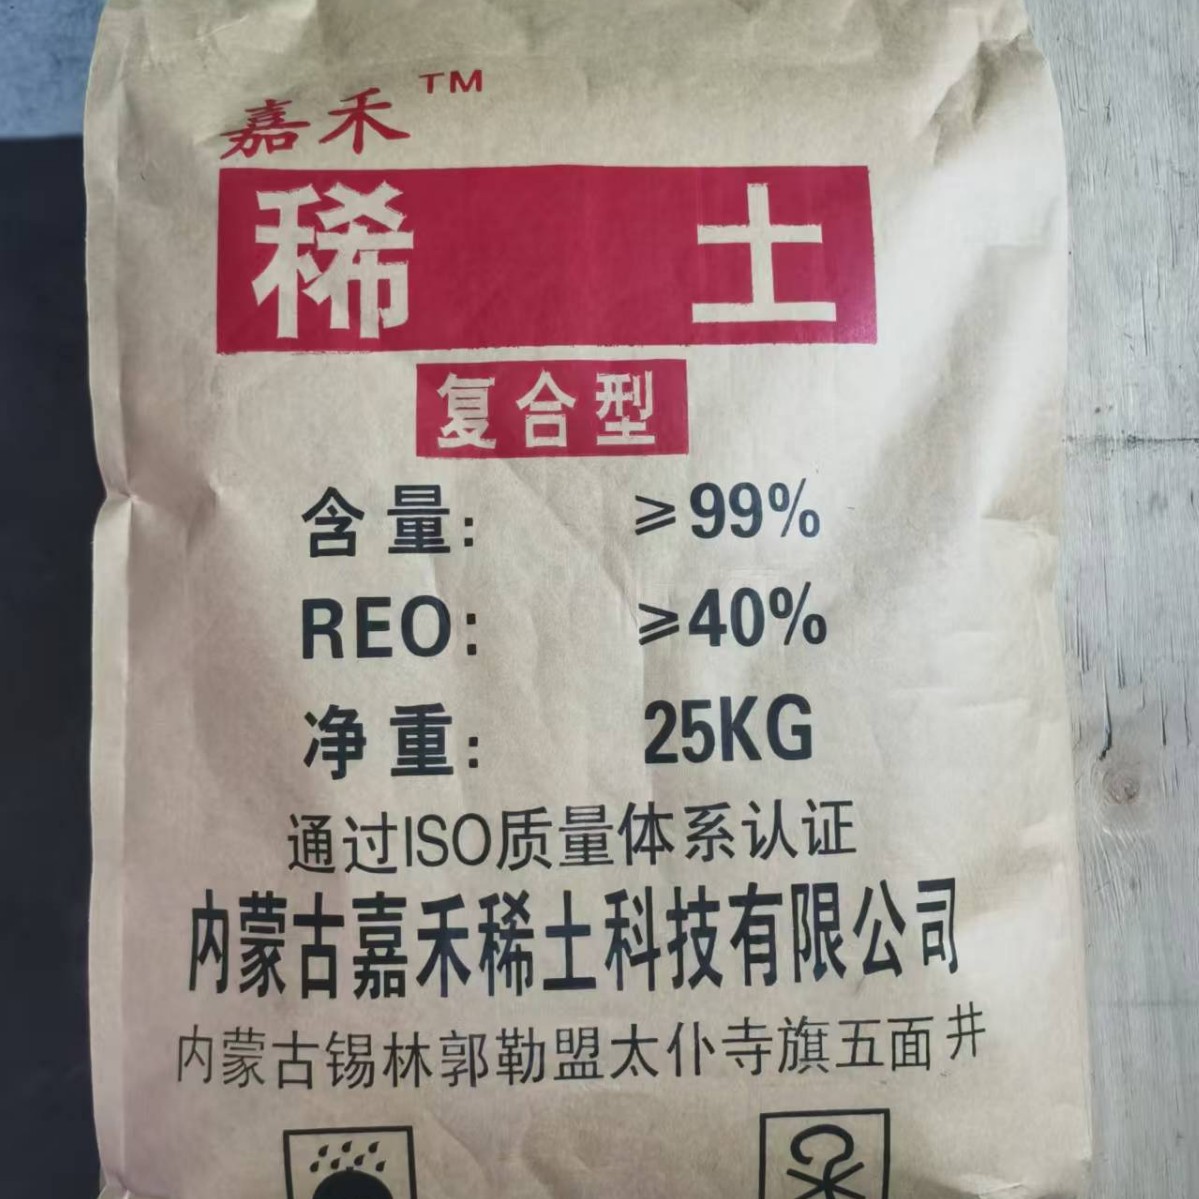 嘉禾™
稀土
复合型
含量: ≥99%
REO: ≥40%
净重: 25KG
通过ISO质量体系认证
内蒙古嘉禾稀土科技有限公司
内蒙古锡林郭勒盟太仆寺旗五面井